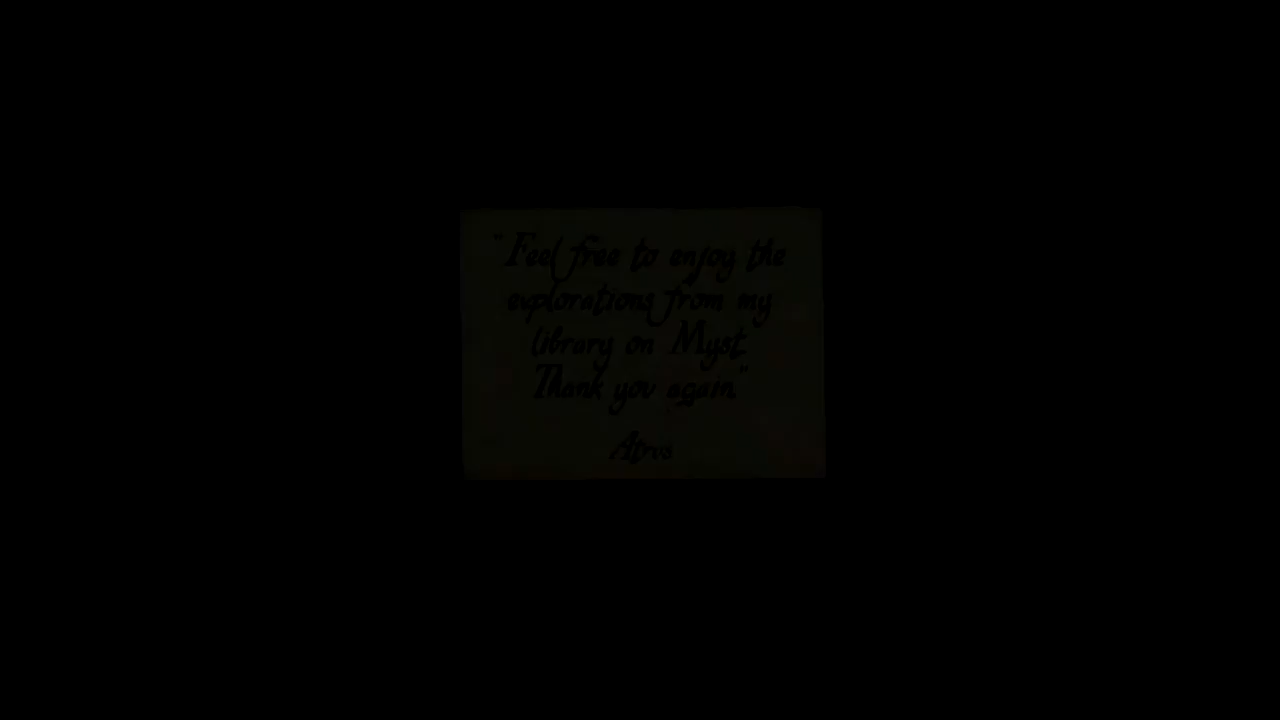 "Feel free to enjoy the
explorations from my
library on Myst.
Thank you again."
Atrus